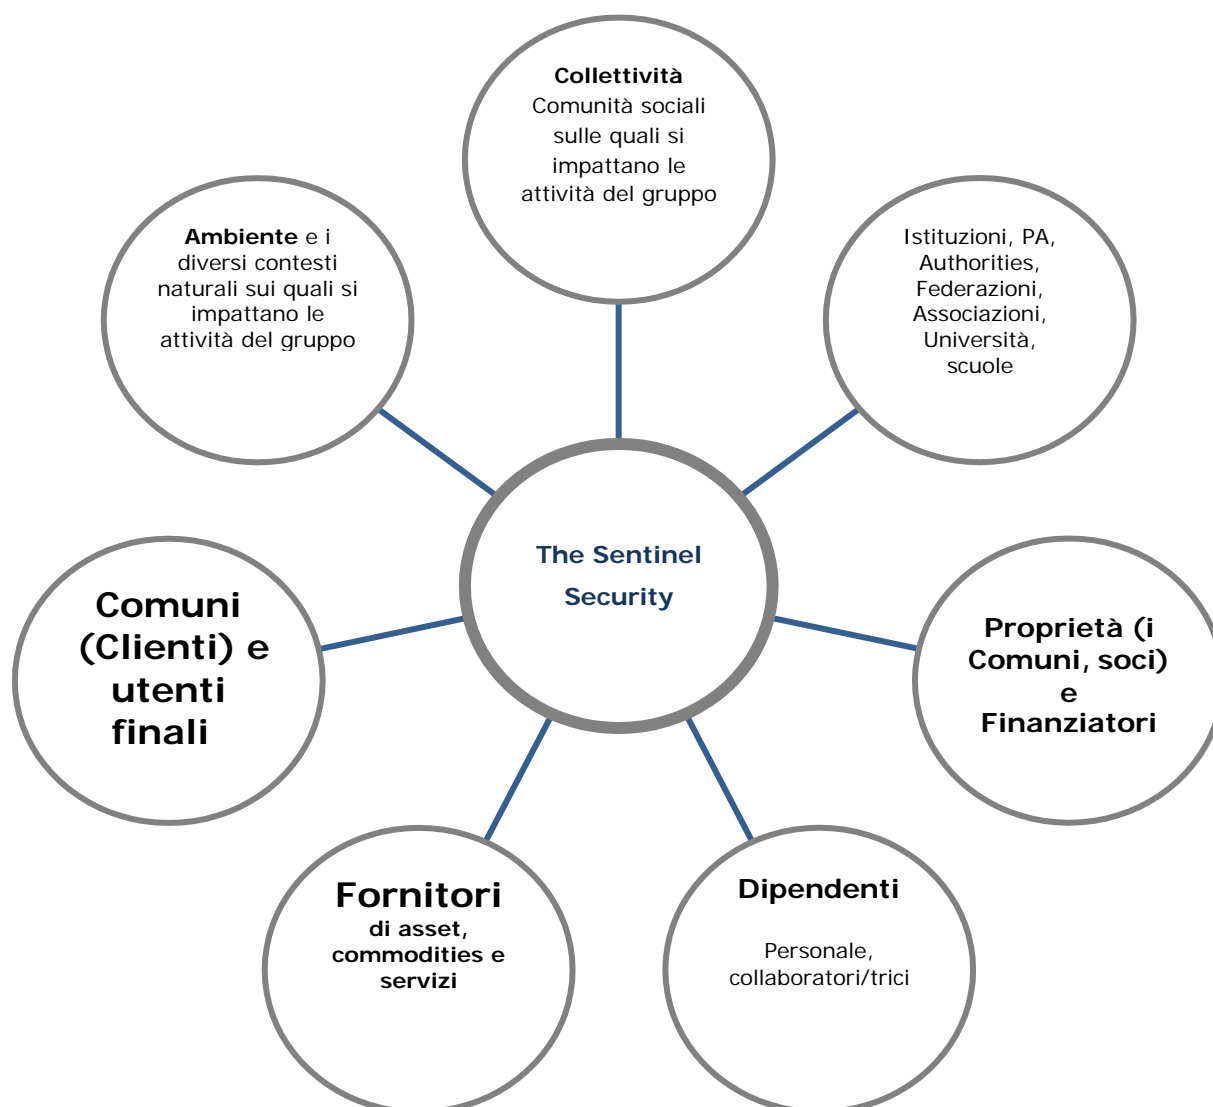 Collettività
Comunità sociali
sulle quali si
impattano le
attività del gruppo
Ambiente e i
diversi contesti
naturali sui quali si
impattano le
attività del gruppo
Istituzioni, PA,
Authorities,
Federazioni,
Associazioni,
Università,
scuole
The Sentinel
Security
Comuni
(Clienti) e
utenti
finali
Proprietà (i
Comuni, soci)
e
Finanziatori
Fornitori
di asset,
commodities e
servizi
Dipendenti
Personale,
collaboratori/trici